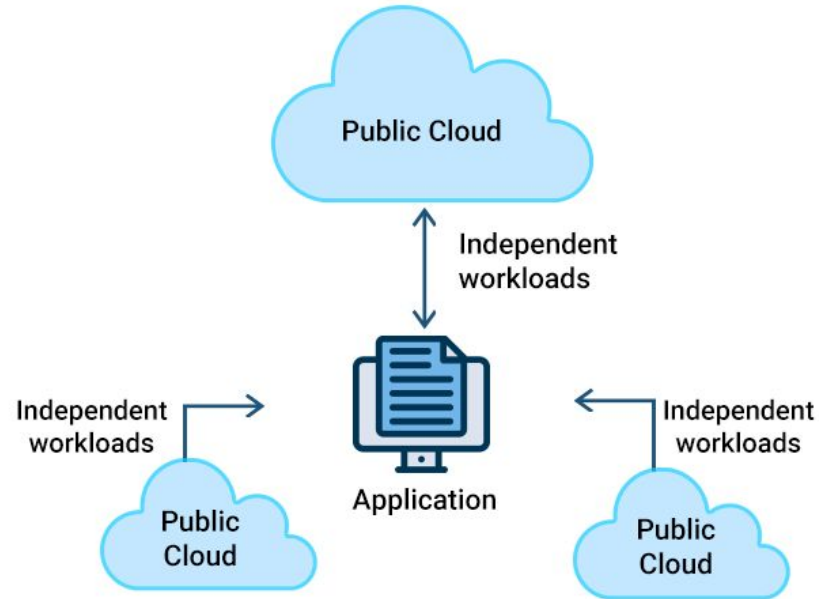 Public Cloud
Independent
workloads
Independent
workloads
Application
Independent
workloads
Public
Cloud
Public
Cloud